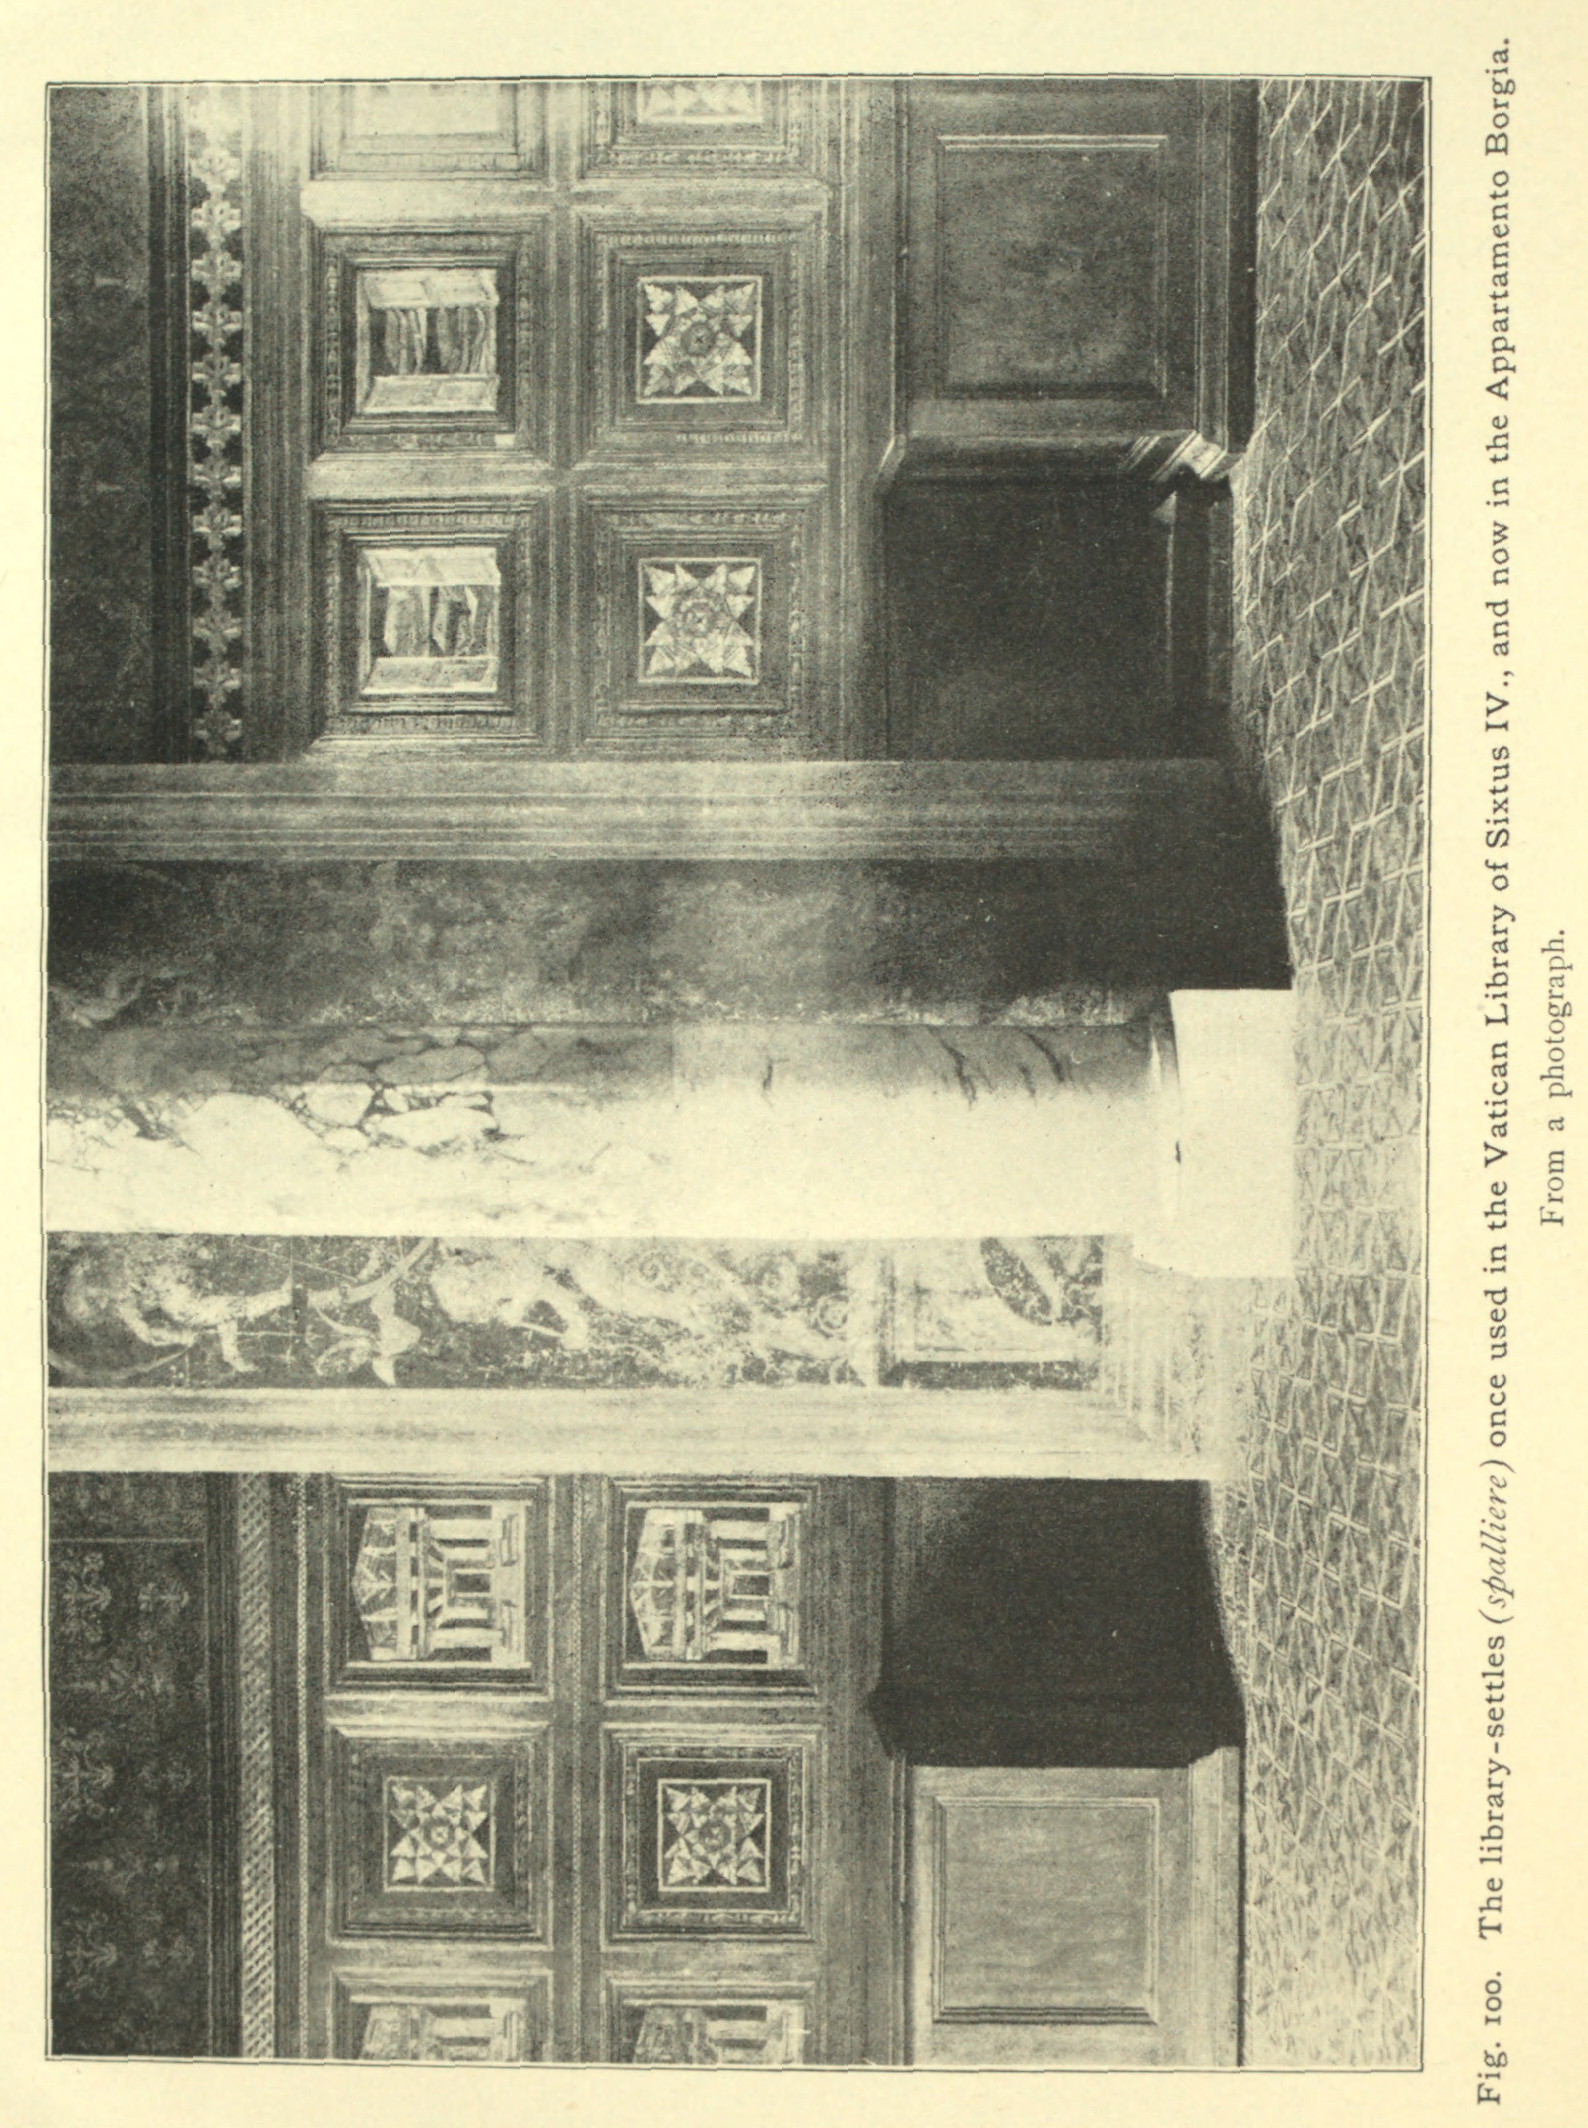 Fig. 100. The library-settles (spalliere) once used in the Vatican Library of Sixtus IV., and now in the Appartamento Borgia.
From a photograph.